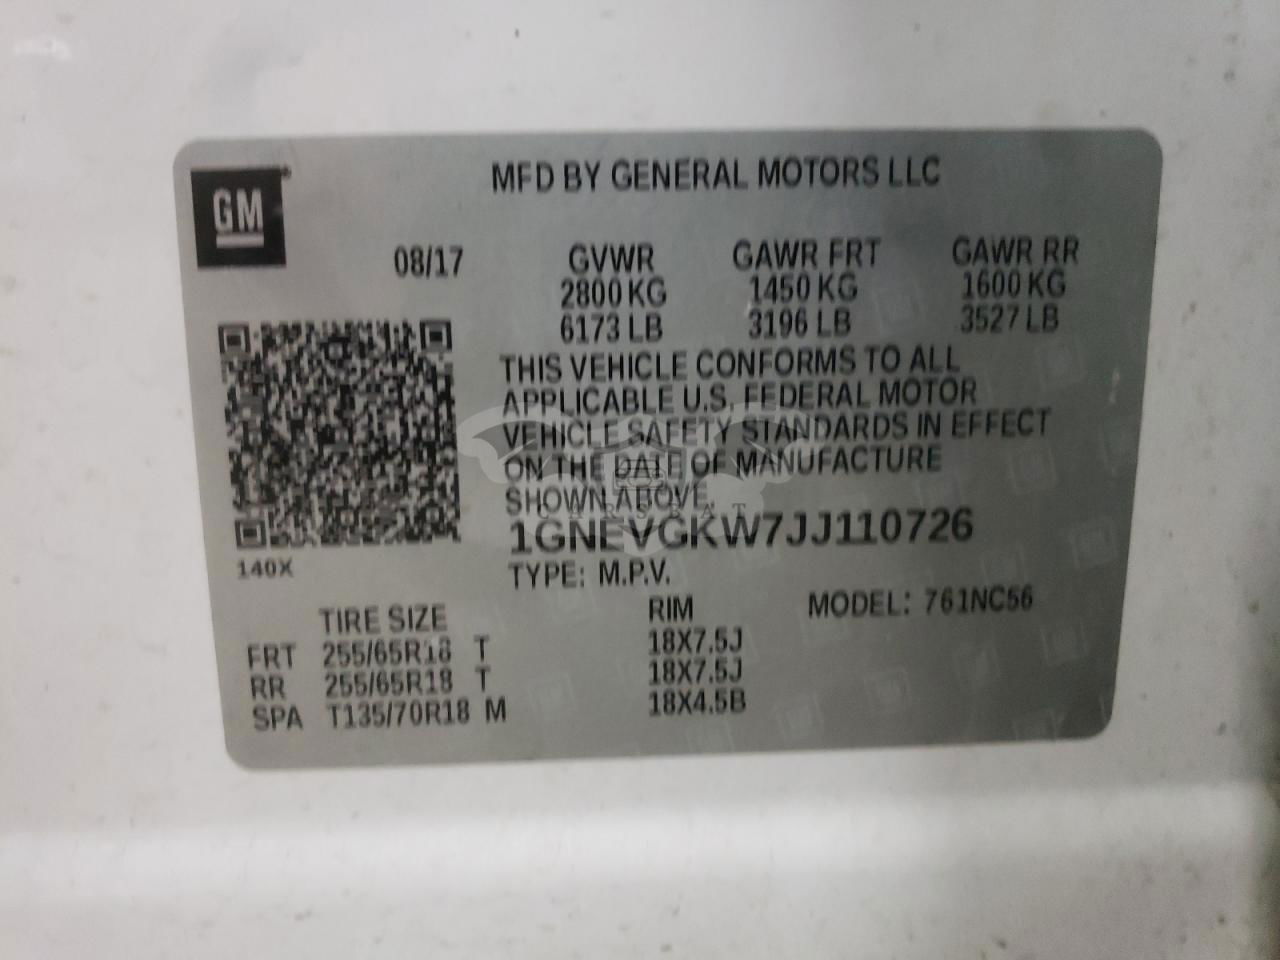 GM
MFD BY GENERAL MOTORS LLC
08/17 GVWR GAWR FRT GAWR RR
2800 KG 1450 KG 1600 KG
6173 LB 3196 LB 3527 LB
THIS VEHICLE CONFORMS TO ALL
APPLICABLE U.S. FEDERAL MOTOR
VEHICLE SAFETY STANDARDS IN EFFECT
ON THE DATE OF MANUFACTURE
SHOWN ABOVE.
1GNEVGKW7JJ110726
140X
TYPE: M.P.V.
TIRE SIZE RIM MODEL: 761NC56
FRT 255/65R18 T 18X7.5J
RR 255/65R18 T 18X7.5J
SPA T135/70R18 M 18X4.5B